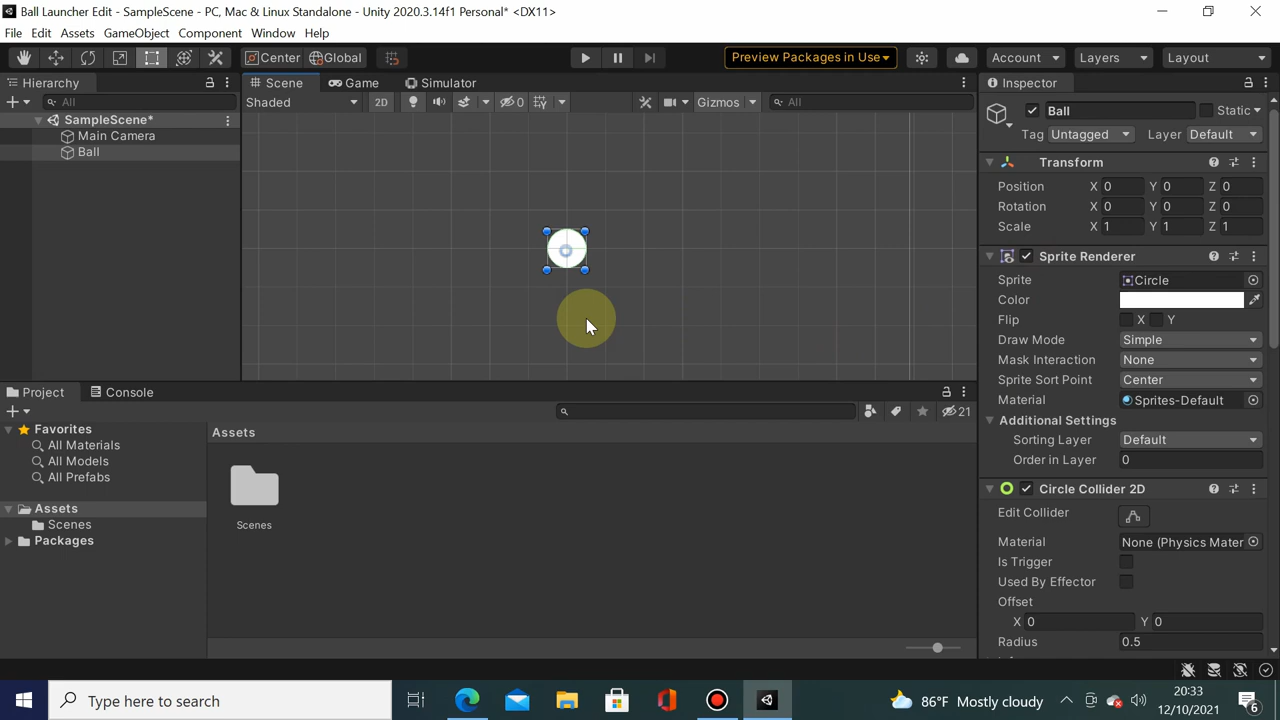 Ball Launcher Edit - SampleScene - PC, Mac & Linux Standalone - Unity 2020.3.14f1 Personal* <DX11>
File Edit Assets GameObject Component Window Help
Center Global Preview Packages in Use Account Layers Layout
Hierarchy
All
SampleScene*
Main Camera
Ball
Scene Game Simulator
Shaded 2D 0 Gizmos All
Inspector
Ball Static
Tag Untagged Layer Default
Transform
Position X 0 Y 0 Z 0
Rotation X 0 Y 0 Z 0
Scale X 1 Y 1 Z 1
Sprite Renderer
Sprite Circle
Color
Flip X Y
Draw Mode Simple
Mask Interaction None
Sprite Sort Point Center
Material Sprites-Default
Additional Settings
Sorting Layer Default
Order in Layer 0
Circle Collider 2D
Edit Collider
Material None (Physics Mater
Is Trigger
Used By Effector
Offset
X 0 Y 0
Radius 0.5
Project Console
21
Favorites
All Materials
All Models
All Prefabs
Assets
Scenes
Packages
Assets
Scenes
Type here to search
86°F Mostly cloudy
20:33
12/10/2021
6